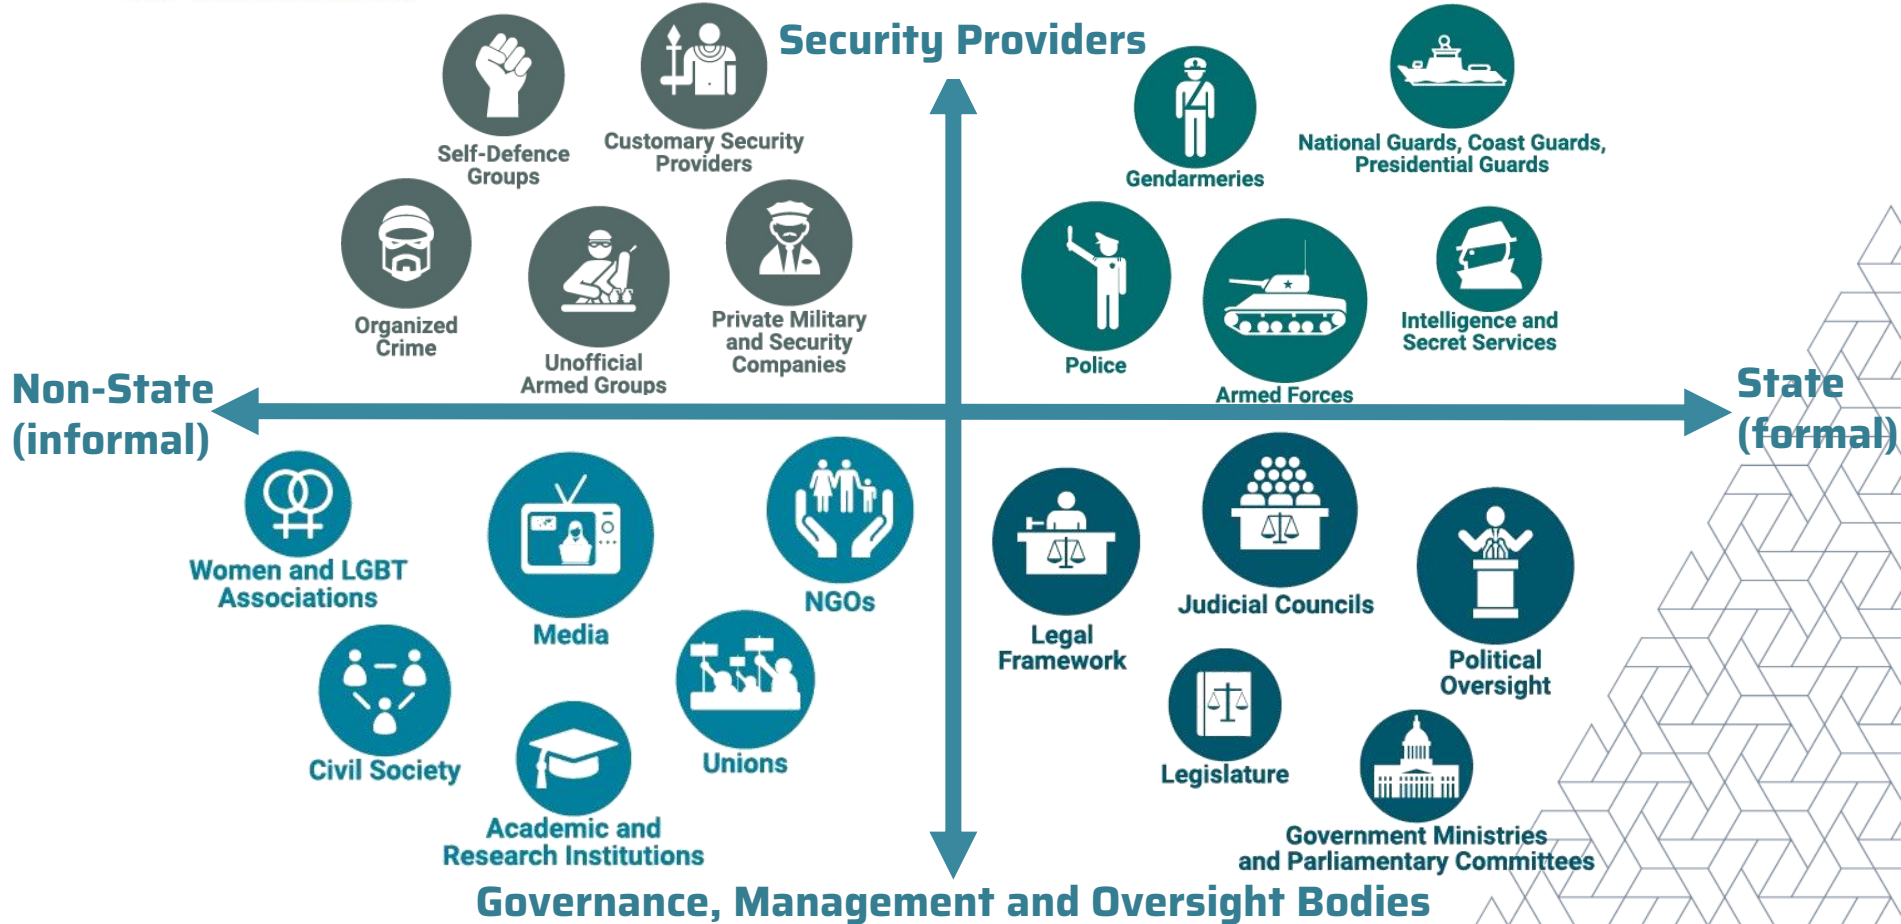 Security Providers
Self-Defence
Groups
Customary Security
Providers
Gendarmeries
National Guards, Coast Guards,
Presidential Guards
Organized
Crime
Unofficial
Armed Groups
Private Military
and Security
Companies
Police
Armed Forces
Intelligence and
Secret Services
Non-State
(informal)
State
(formal)
Women and LGBT
Associations
Media
NGOs
Legal
Framework
Judicial Councils
Political
Oversight
Civil Society
Academic and
Research Institutions
Unions
Legislature
Government Ministries
and Parliamentary Committees
Governance, Management and Oversight Bodies